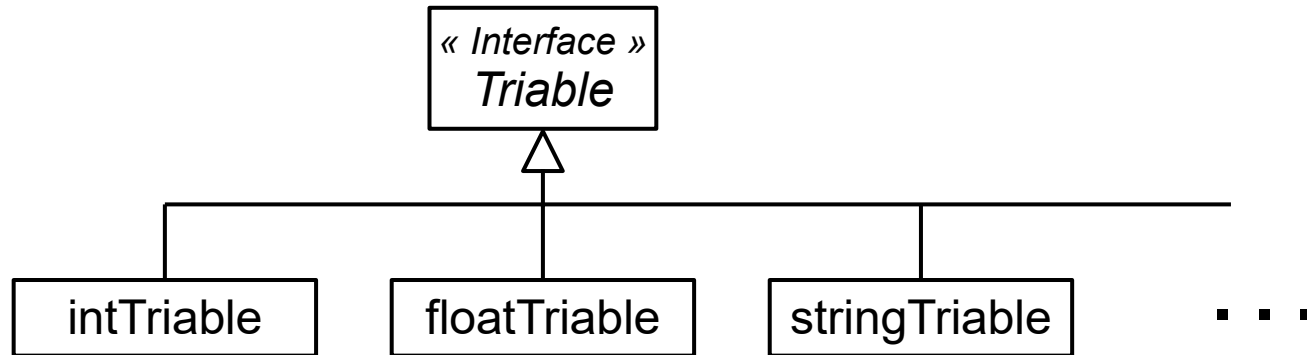 « Interface »
Triable
intTriable
floatTriable
stringTriable
. . .